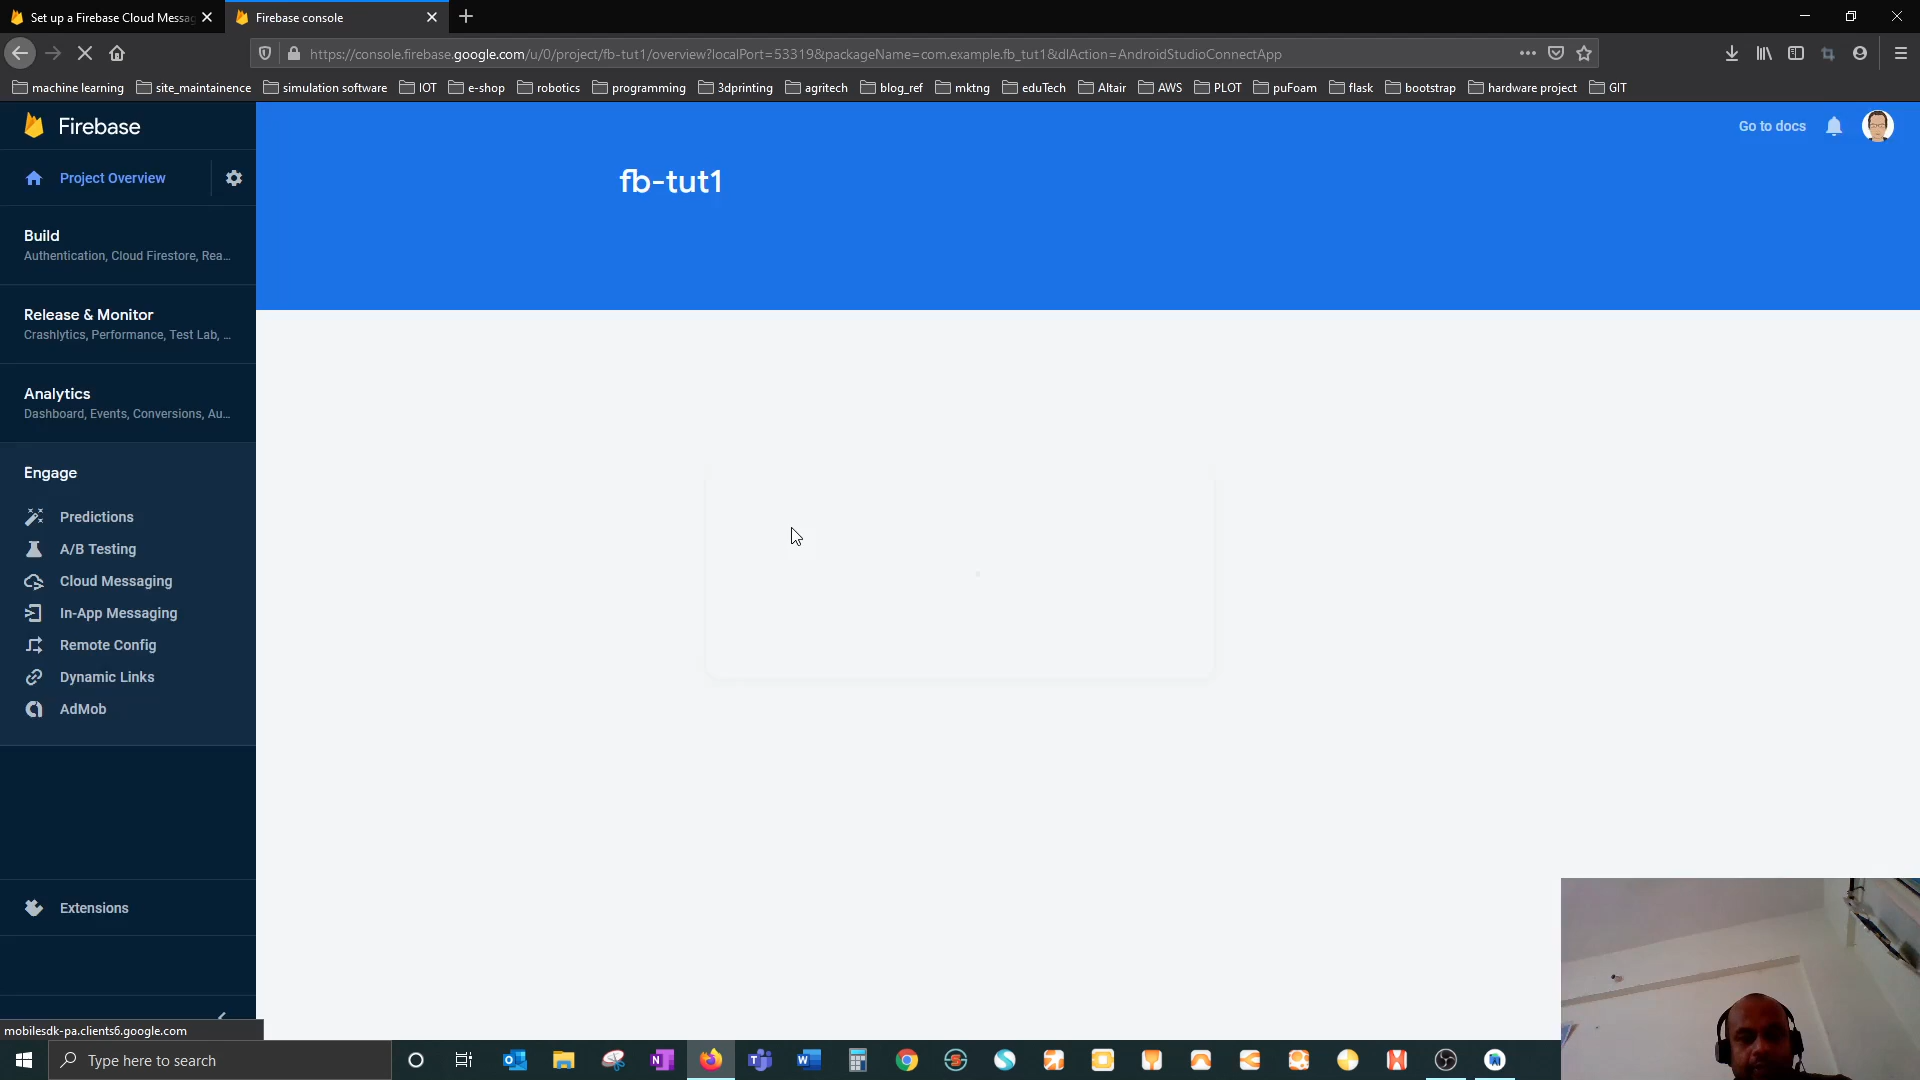 Set up a Firebase Cloud Messag
Firebase console
https://console.firebase.google.com/u/0/project/fb-tut1/overview?localPort=53319&packageName=com.example.fb_tut1&dlAction=AndroidStudioConnectApp
machine learning
site_maintainence
simulation software
IOT
e-shop
robotics
programming
3dprinting
agritech
blog_ref
mktng
eduTech
Altair
AWS
PLOT
puFoam
flask
bootstrap
hardware project
GIT
Firebase
Go to docs
Project Overview
fb-tut1
Build
Authentication, Cloud Firestore, Rea...
Release & Monitor
Crashlytics, Performance, Test Lab, ...
Analytics
Dashboard, Events, Conversions, Au...
Engage
Predictions
A/B Testing
Cloud Messaging
In-App Messaging
Remote Config
Dynamic Links
AdMob
Extensions
mobilesdk-pa.clients6.google.com
Type here to search